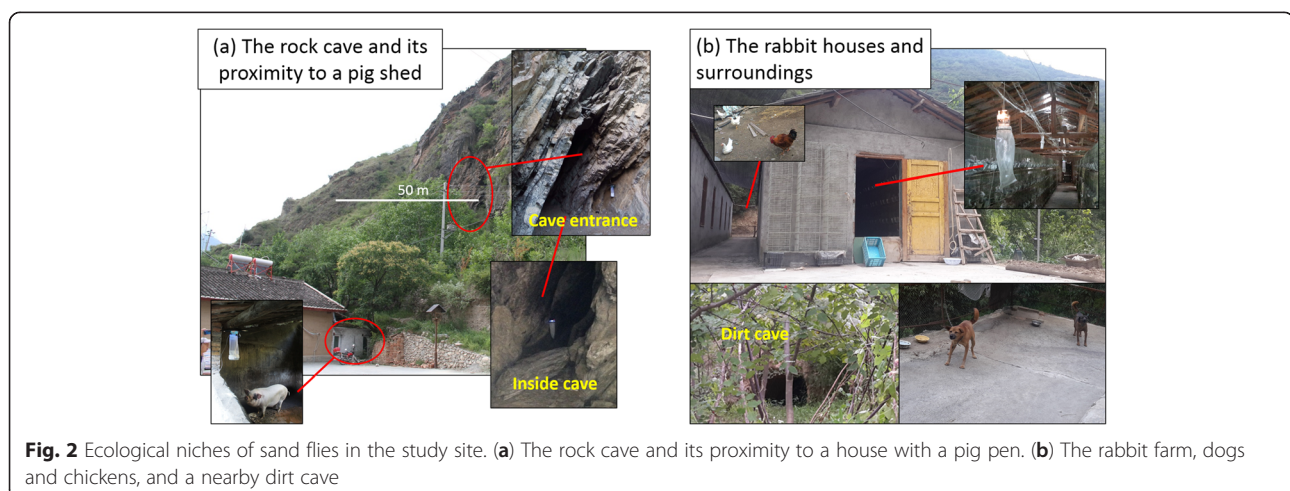 (a) The rock cave and its
proximity to a pig shed
50 m
Cave entrance
Inside cave
(b) The rabbit houses and
surroundings
Dirt cave
Fig. 2 Ecological niches of sand flies in the study site. (a) The rock cave and its proximity to a house with a pig pen. (b) The rabbit farm, dogs
and chickens, and a nearby dirt cave